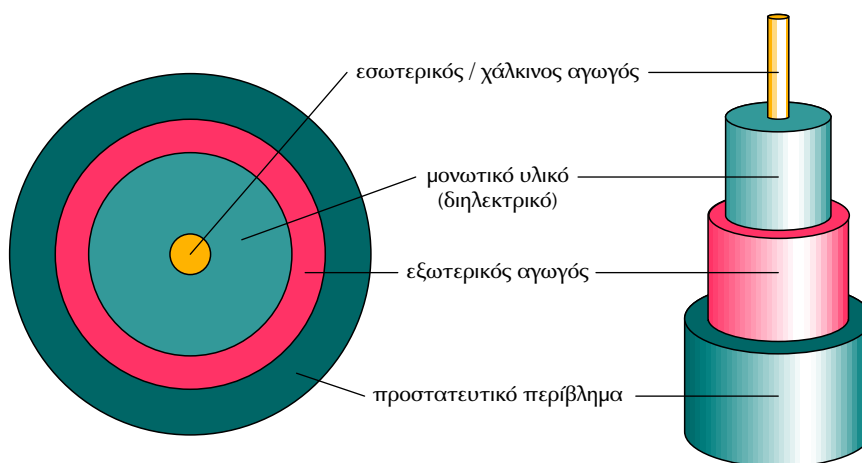 εσωτερικός / χάλκινος αγωγός
μονωτικό υλικό
(διηλεκτρικό)
εξωτερικός αγωγός
προστατευτικό περίβλημα